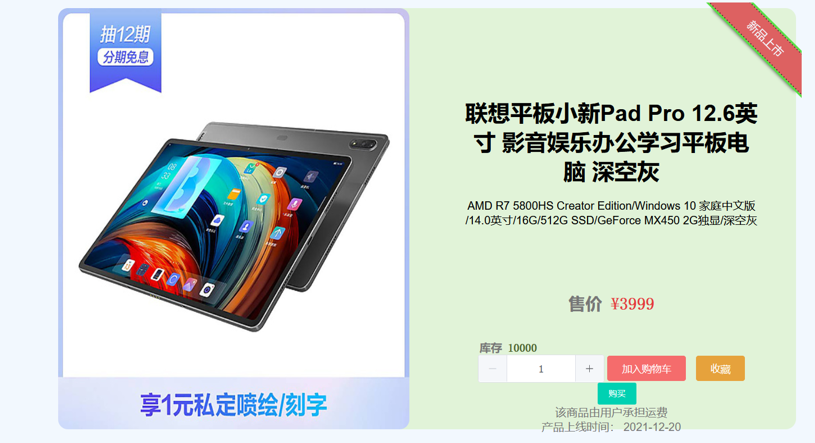 抽12期
分期免息
享1元私定喷绘/刻字
新品上市
联想平板小新Pad Pro 12.6英
寸 影音娱乐办公学习平板电
脑 深空灰
AMD R7 5800HS Creator Edition/Windows 10 家庭中文版
/14.0英寸/16G/512G SSD/GeForce MX450 2G独显/深空灰
售价 ¥3999
库存 10000
− 1 + 加入购物车 收藏
购买
该商品由用户承担运费
产品上线时间： 2021-12-20